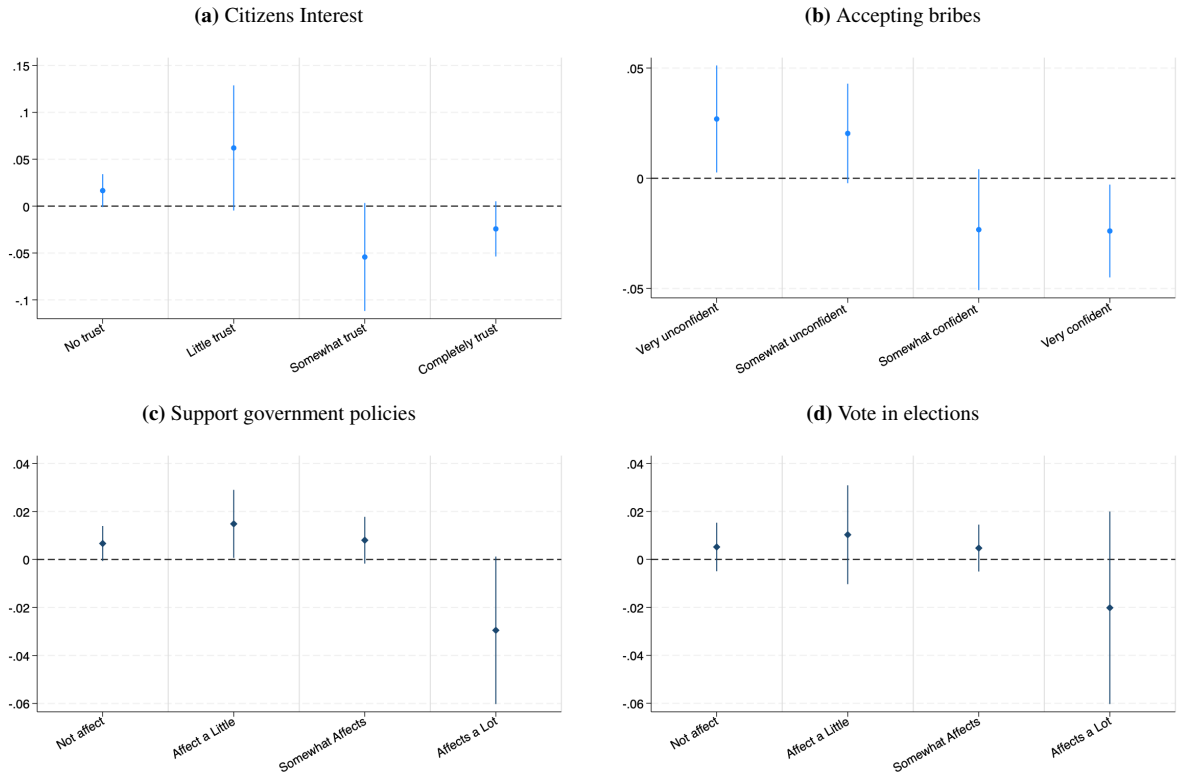 (a) Citizens Interest
.15
.1
.05
0
-.05
-.1
No trust
Little trust
Somewhat trust
Completely trust
(b) Accepting bribes
.05
0
-.05
Very unconfident
Somewhat unconfident
Somewhat confident
Very confident
(c) Support government policies
.04
.02
0
-.02
-.04
-.06
Not affect
Affect a Little
Somewhat Affects
Affects a Lot
(d) Vote in elections
.04
.02
0
-.02
-.04
-.06
Not affect
Affect a Little
Somewhat Affects
Affects a Lot